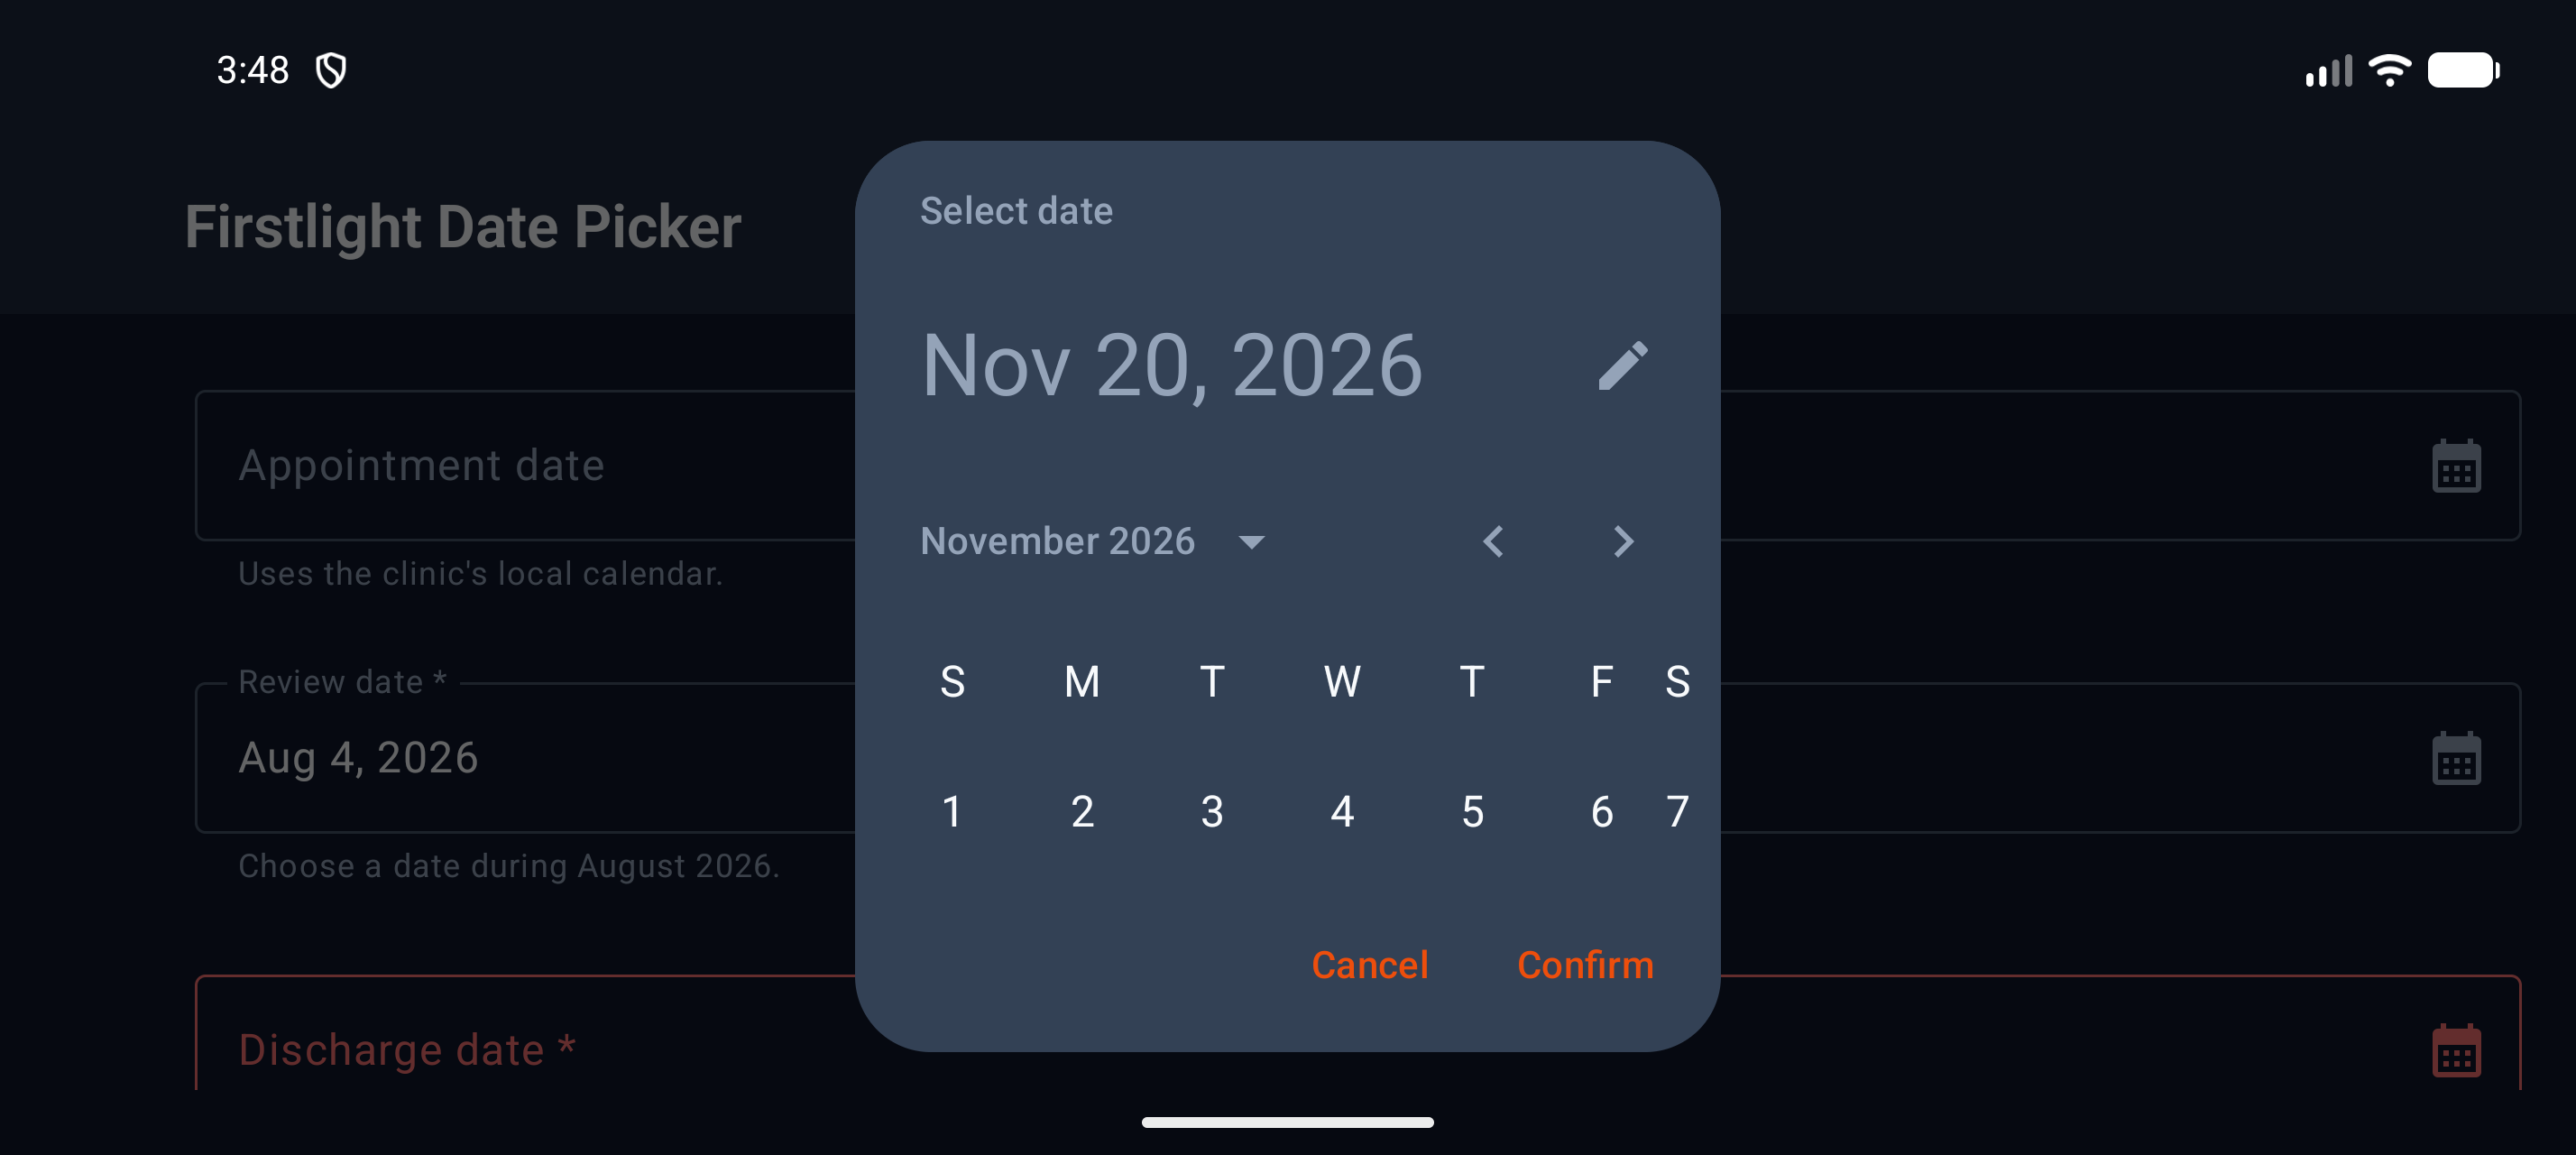 3:48
Firstlight Date Picker
Appointment date
Uses the clinic's local calendar.
Review date *
Aug 4, 2026
Choose a date during August 2026.
Discharge date *
Select date
Nov 20, 2026
November 2026
S M T W T F S
1 2 3 4 5 6 7
Cancel Confirm